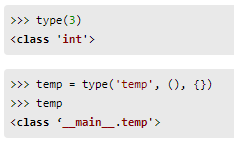 >>> type(3)
<class 'int'>
>>> temp = type('temp', (), {})
>>> temp
<class ‘__main__.temp'>